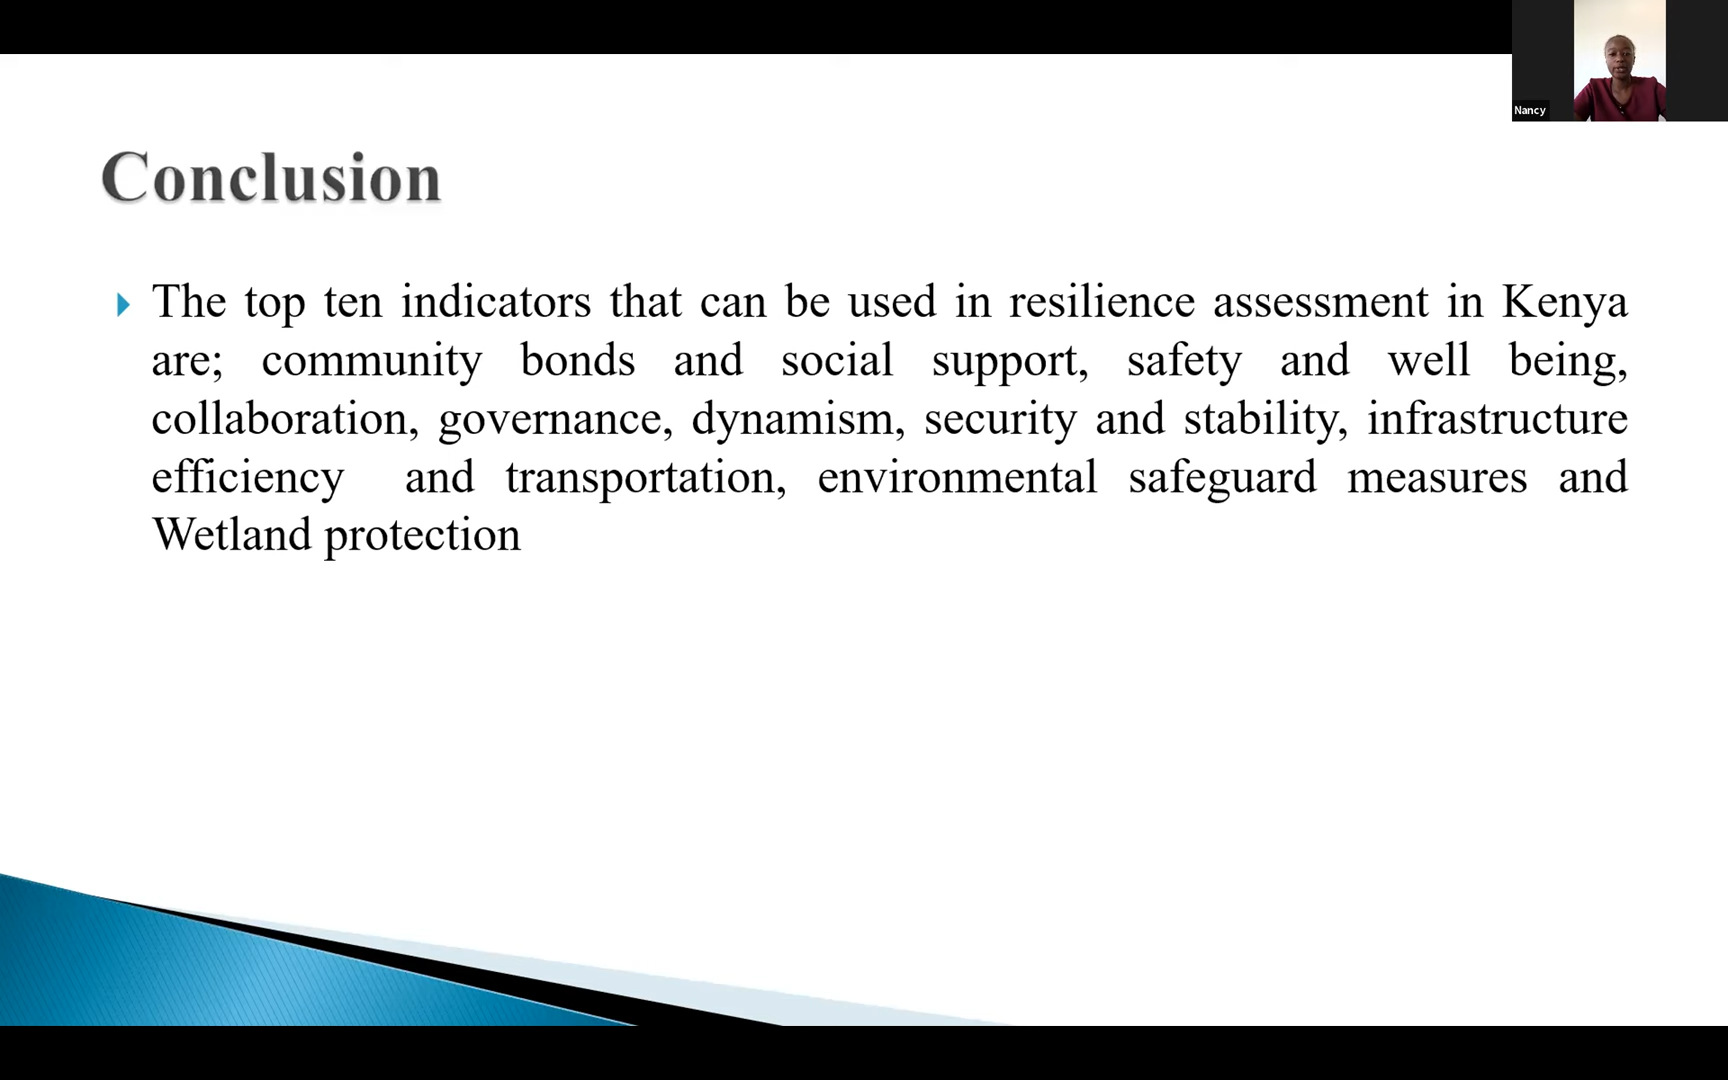 Nancy
Conclusion
The top ten indicators that can be used in resilience assessment in Kenya
are; community bonds and social support, safety and well being,
collaboration, governance, dynamism, security and stability, infrastructure
efficiency and transportation, environmental safeguard measures and
Wetland protection